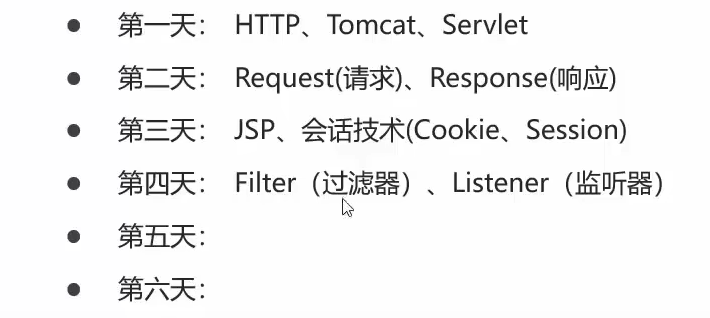 ● 第一天： HTTP、Tomcat、Servlet
● 第二天： Request(请求)、Response(响应)
● 第三天： JSP、会话技术(Cookie、Session)
● 第四天： Filter（过滤器）、Listener（监听器）
● 第五天：
● 第六天：